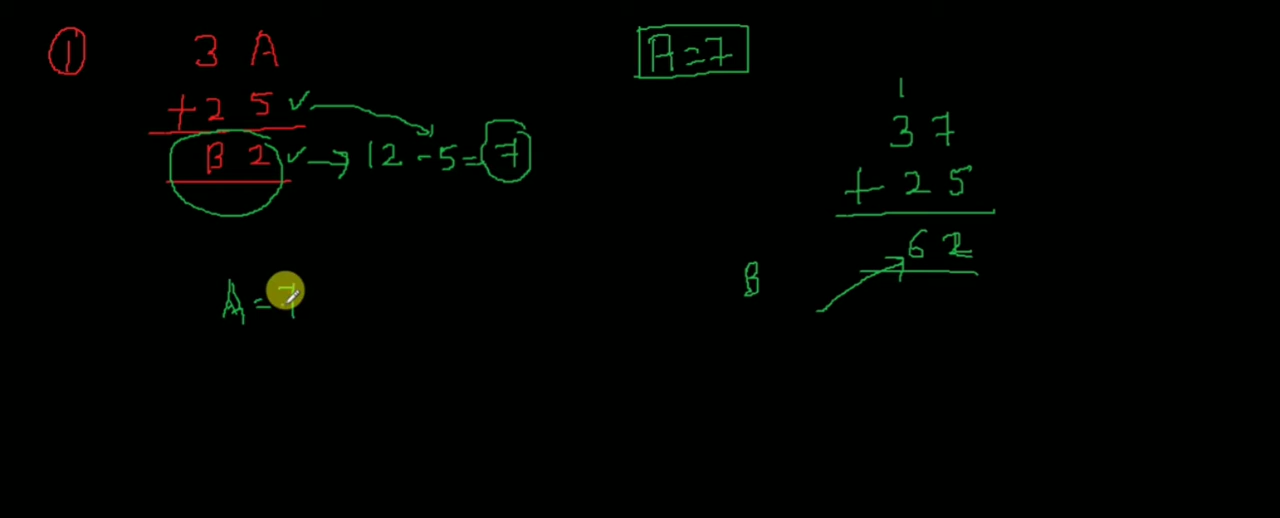 ① 3 A
+ 2 5 ✓
B 2 ✓ → 12 - 5 = 7
A = 7
A = 7
1
3 7
+ 2 5
6 2
B